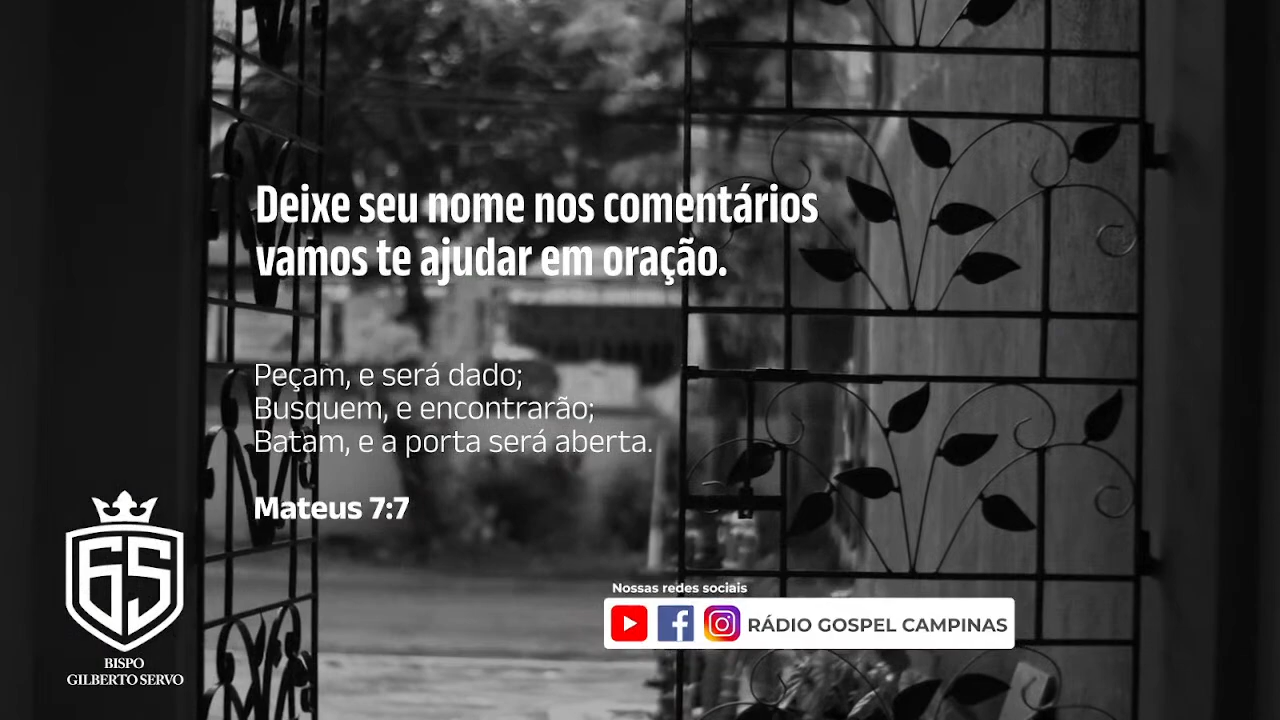 Deixe seu nome nos comentários
vamos te ajudar em oração.
Peçam, e será dado;
Busquem, e encontrarão;
Batam, e a porta será aberta.
Mateus 7:7
GS
BISPO
GILBERTO SERVO
Nossas redes sociais
RÁDIO GOSPEL CAMPINAS